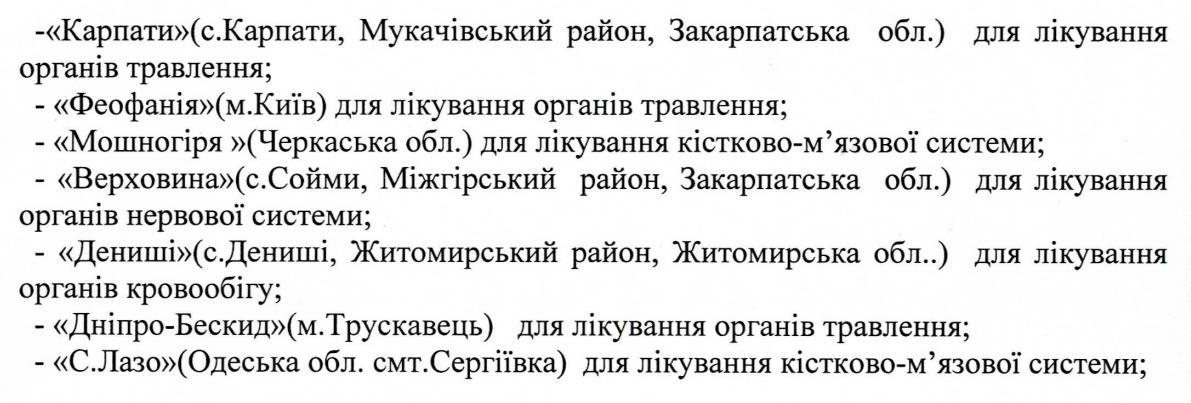 -«Карпати»(с.Карпати, Мукачівський район, Закарпатська обл.) для лікування
органів травлення;
- «Феофанія»(м.Київ) для лікування органів травлення;
- «Мошногіря »(Черкаська обл.) для лікування кістково-м’язової системи;
- «Верховина»(с.Сойми, Міжгірський район, Закарпатська обл.) для лікування
органів нервової системи;
- «Дениші»(с.Дениші, Житомирський район, Житомирська обл..) для лікування
органів кровообігу;
- «Дніпро-Бескид»(м.Трускавець) для лікування органів травлення;
- «С.Лазо»(Одеська обл. смт.Сергіївка) для лікування кістково-м’язової системи;